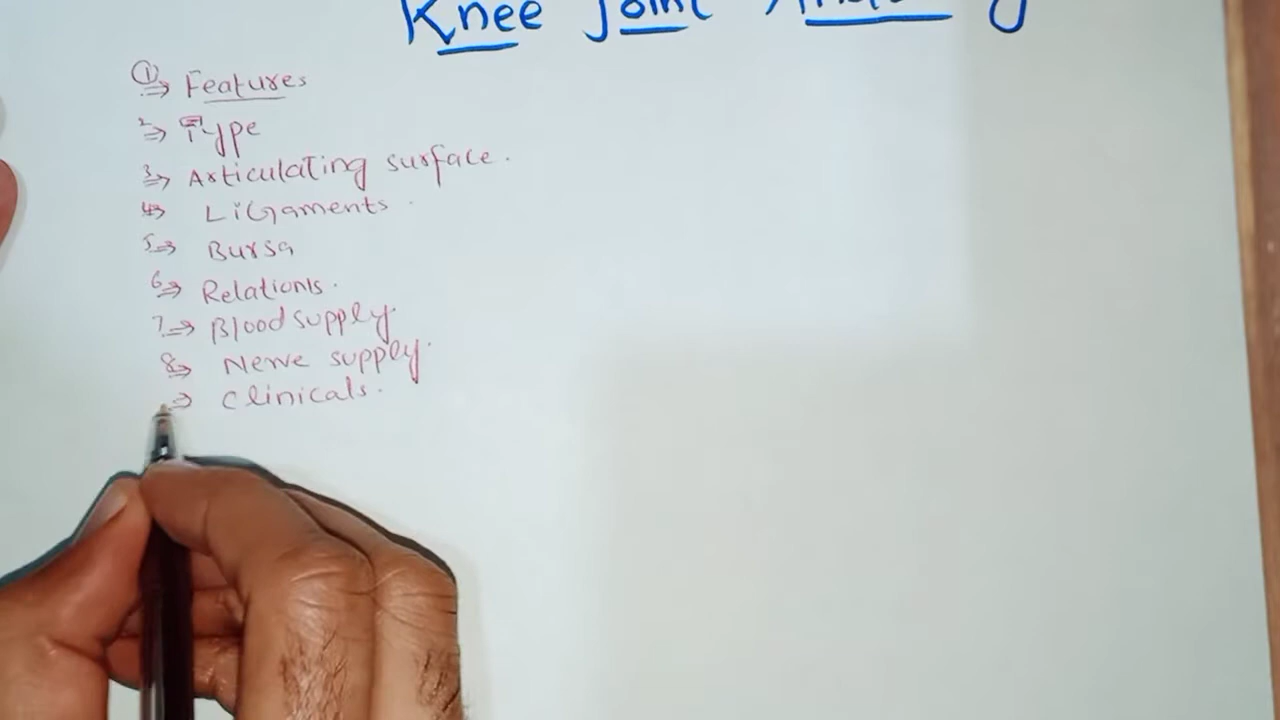 Knee Joint
① ⇒ Features
2 ⇒ Type
3 ⇒ Articulating surface.
4 ⇒ LiGaments
5 ⇒ Bursa
6 ⇒ Relations.
7 ⇒ Blood supply.
8 ⇒ Nerve supply.
⇒ Clinicals.